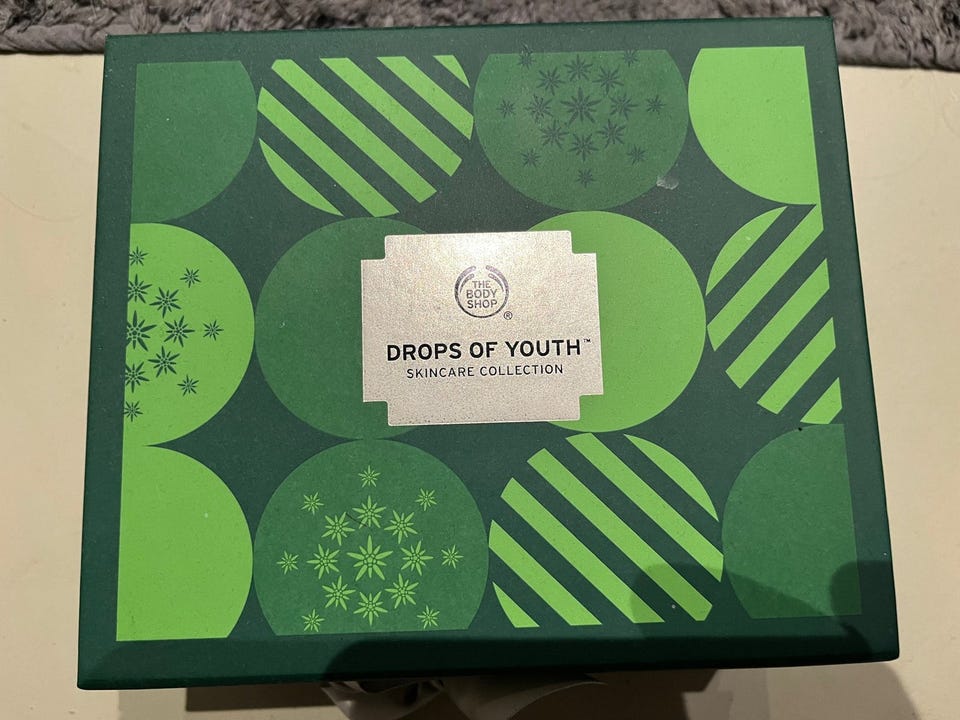 THE
BODY
SHOP
®
DROPS OF YOUTH™
SKINCARE COLLECTION